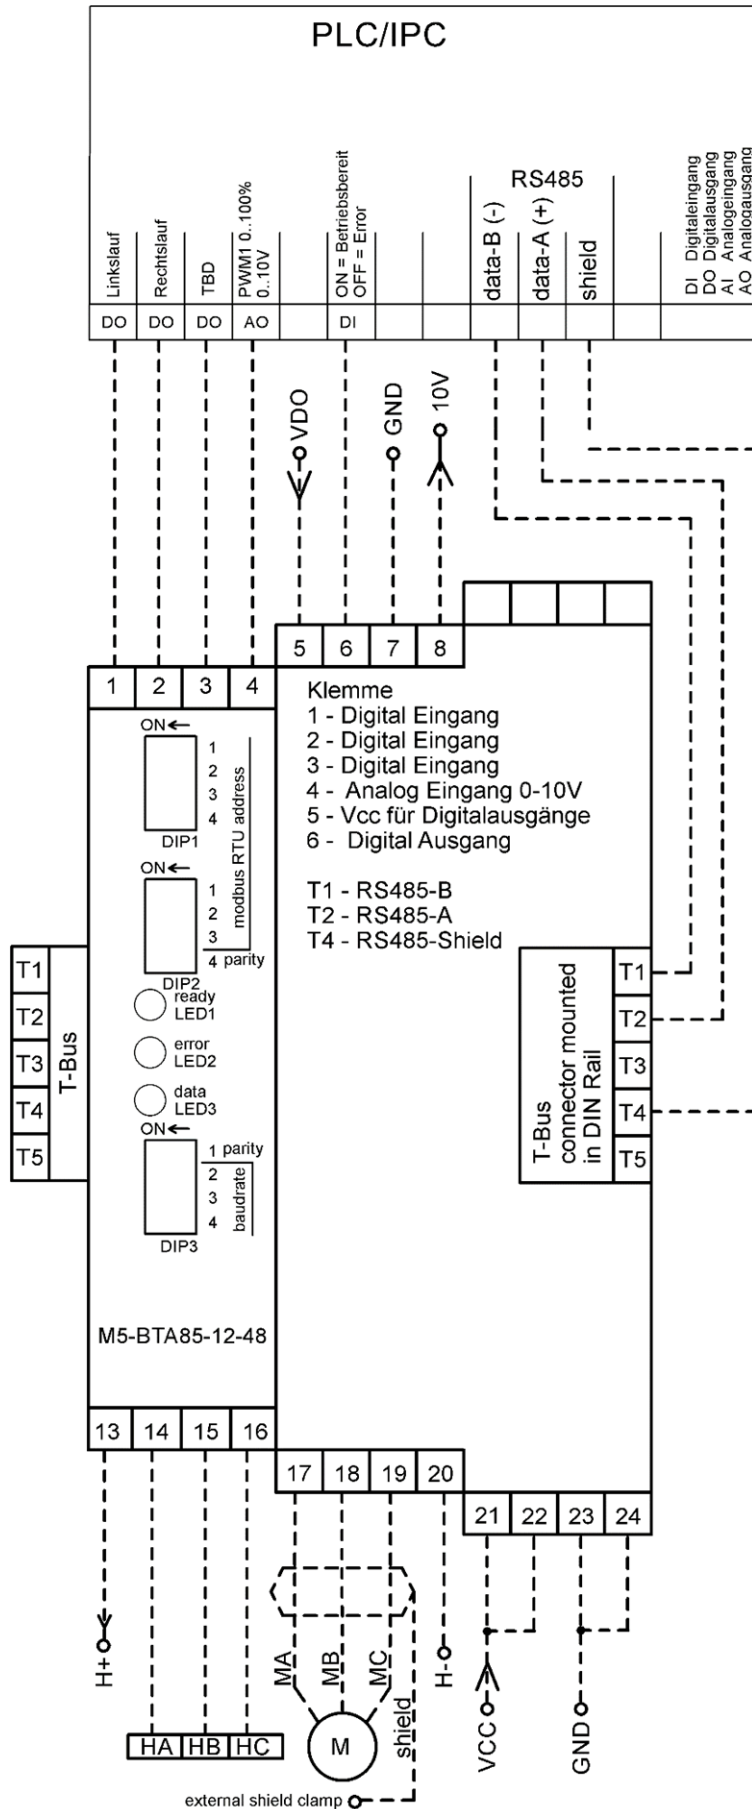 PLC/IPC
Linkslauf
Rechtslauf
TBD
PWM1 0..100%
0..10V
ON = Betriebsbereit
OFF = Error
RS485
data-B (-)
data-A (+)
shield
DI Digitaleingang
DO Digitalausgang
AI Analogeingang
AO Analogausgang
DO DO DO AO DI
VDO
GND
10V
5 6 7 8
1 2 3 4
Klemme
1 - Digital Eingang
2 - Digital Eingang
3 - Digital Eingang
4 - Analog Eingang 0-10V
5 - Vcc für Digitalausgänge
6 - Digital Ausgang
T1 - RS485-B
T2 - RS485-A
T4 - RS485-Shield
ON
1
2
3
4
DIP1
modbus RTU address
ON
1
2
3
4 parity
DIP2
ready
LED1
error
LED2
data
LED3
ON
1 parity
2
3
4
baudrate
DIP3
T1
T2
T3
T4
T5
T-Bus
T-Bus
connector mounted
in DIN Rail
T1
T2
T3
T4
T5
M5-BTA85-12-48
13 14 15 16
17 18 19 20
21 22 23 24
H+
HA HB HC
MA
MB
MC
M
shield
H-
VCC
GND
external shield clamp